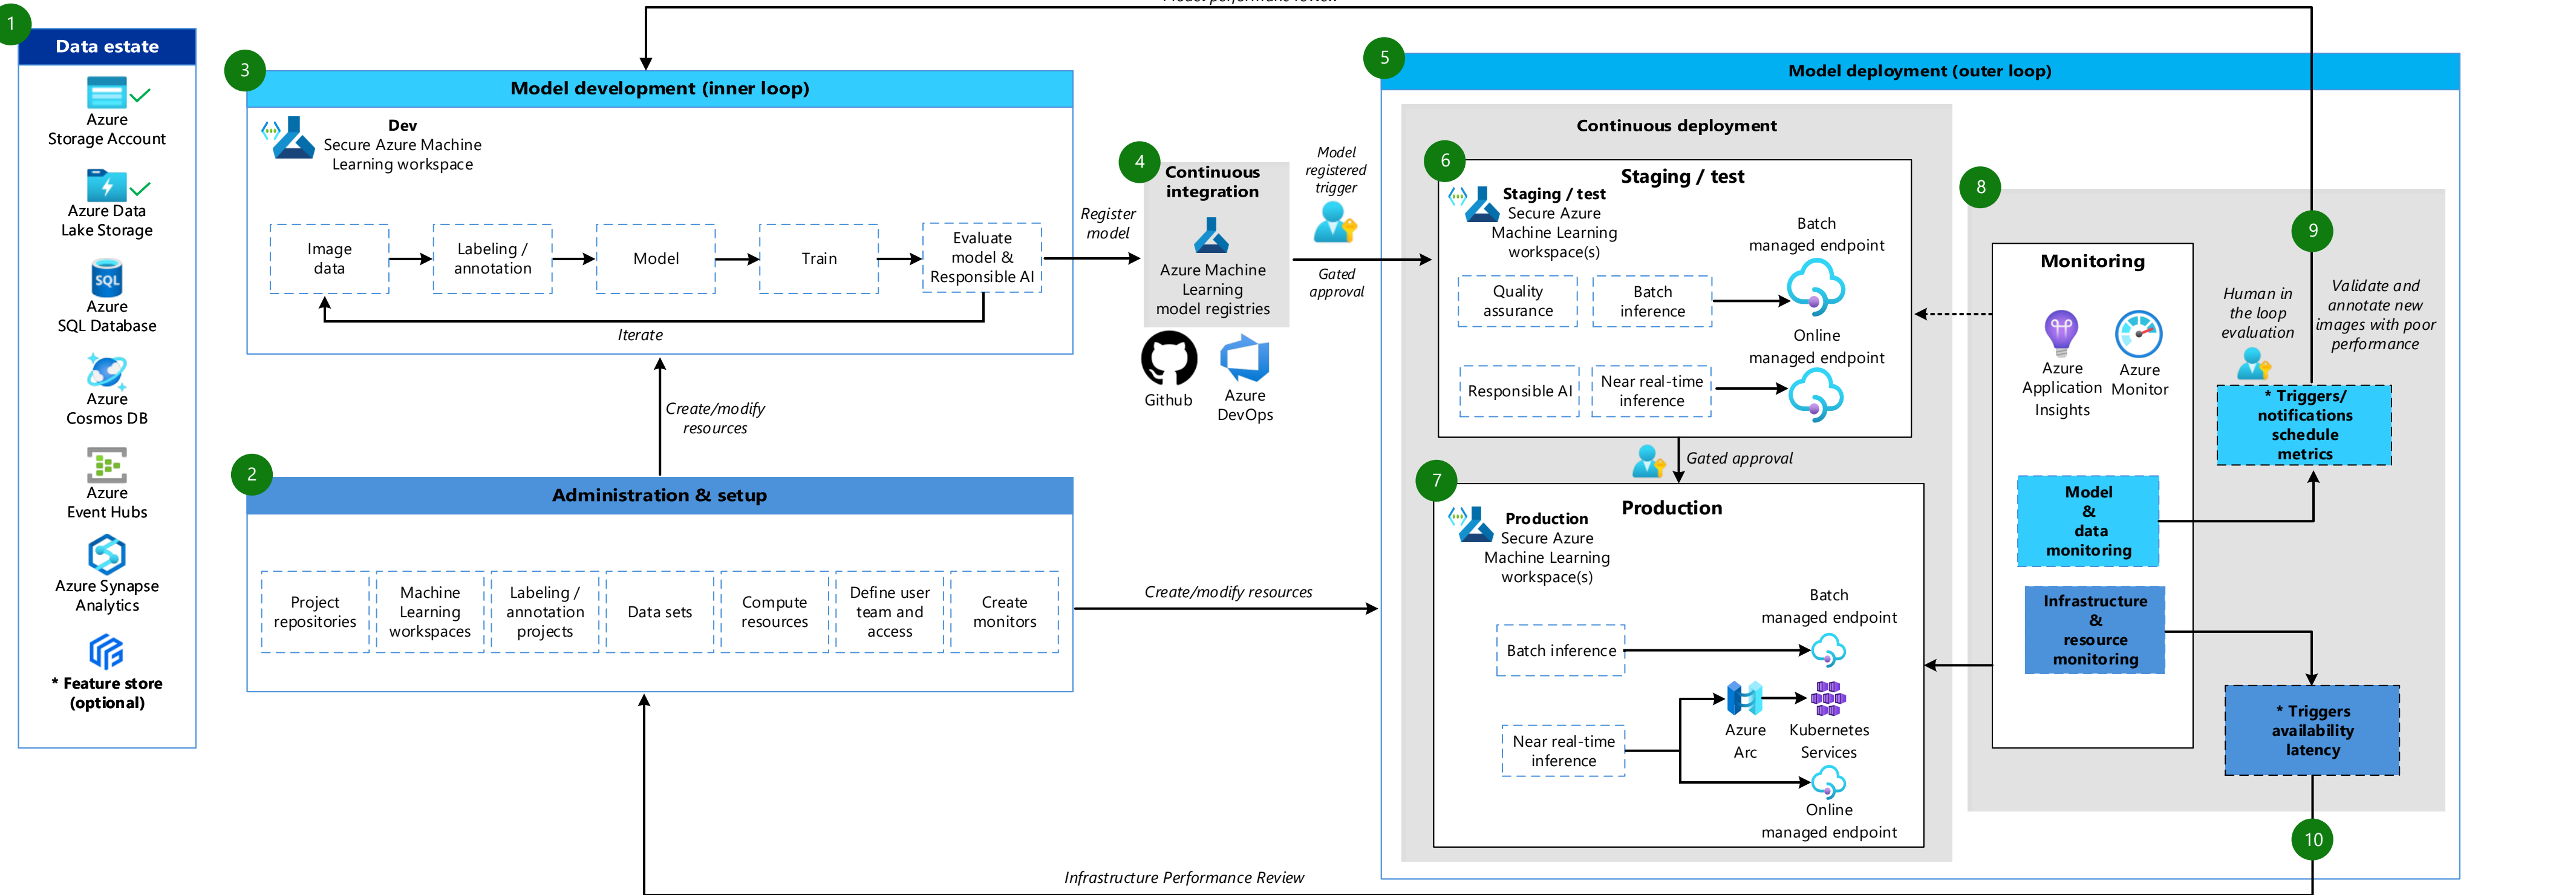 Model performanc review
1
Data estate
Azure
Storage Account
Azure Data
Lake Storage
SQL
Azure
SQL Database
Azure
Cosmos DB
Azure
Event Hubs
Azure Synapse
Analytics
* Feature store
(optional)
3
Model development (inner loop)
Dev
Secure Azure Machine
Learning workspace
Image
data
Labeling /
annotation
Model
Train
Evaluate
model &
Responsible AI
Iterate
Create/modify
resources
2
Administration & setup
Project
repositories
Machine
Learning
workspaces
Labeling /
annotation
projects
Data sets
Compute
resources
Define user
team and
access
Create
monitors
Register
model
4
Continuous
integration
Azure Machine
Learning
model registries
Github
Azure
DevOps
Model
registered
trigger
Gated
approval
Create/modify resources
5
Model deployment (outer loop)
Continuous deployment
6
Staging / test
Staging / test
Secure Azure
Machine Learning
workspace(s)
Batch
managed endpoint
Quality
assurance
Batch
inference
Online
managed endpoint
Responsible AI
Near real-time
inference
Gated approval
7
Production
Production
Secure Azure
Machine Learning
workspace(s)
Batch
managed endpoint
Batch inference
Near real-time
inference
Azure
Arc
Kubernetes
Services
Online
managed endpoint
8
Monitoring
Azure
Application
Insights
Azure
Monitor
Model
&
data
monitoring
Infrastructure
&
resource
monitoring
9
Human in
the loop
evaluation
Validate and
annotate new
images with poor
performance
* Triggers/
notifications
schedule
metrics
* Triggers
availability
latency
10
Infrastructure Performance Review